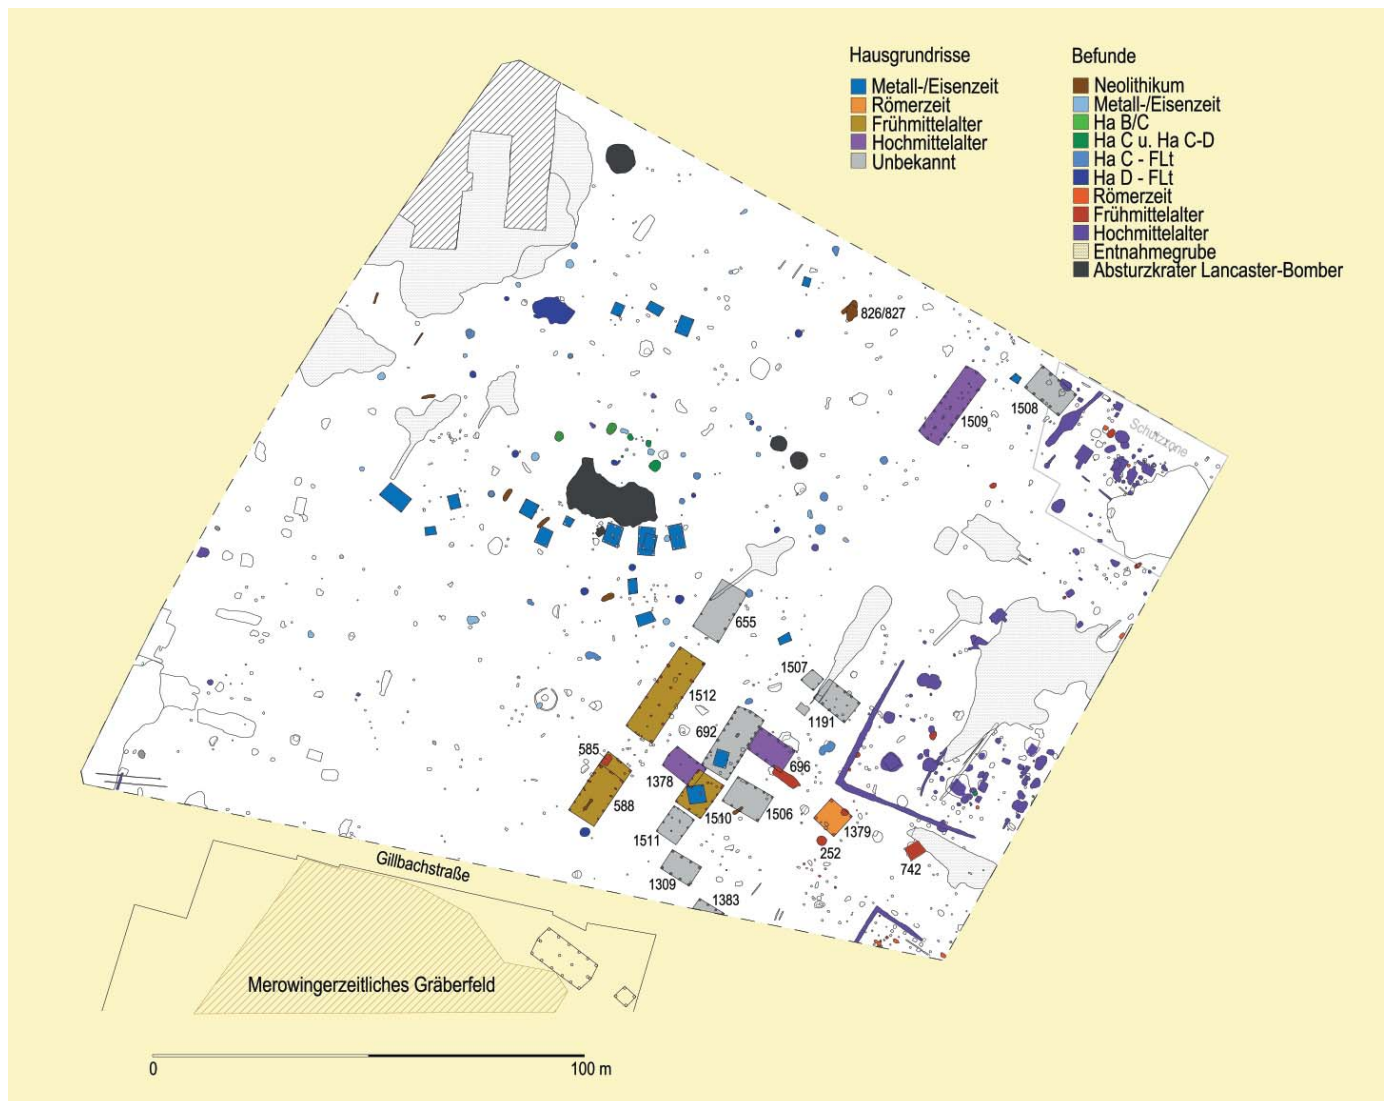 Hausgrundrisse
Metall-/Eisenzeit
Römerzeit
Frühmittelalter
Hochmittelalter
Unbekannt
Befunde
Neolithikum
Metall-/Eisenzeit
Ha B/C
Ha C u. Ha C-D
Ha C - FLt
Ha D - FLt
Römerzeit
Frühmittelalter
Hochmittelalter
Entnahmegrube
Absturzkrater Lancaster-Bomber
826/827
1508
1509
Schutzzone
655
1507
1512
1191
692
585
696
1378
588
1510
1506
1379
1511
252
742
1309
1383
Gillbachstraße
Merowingerzeitliches Gräberfeld
0
100 m